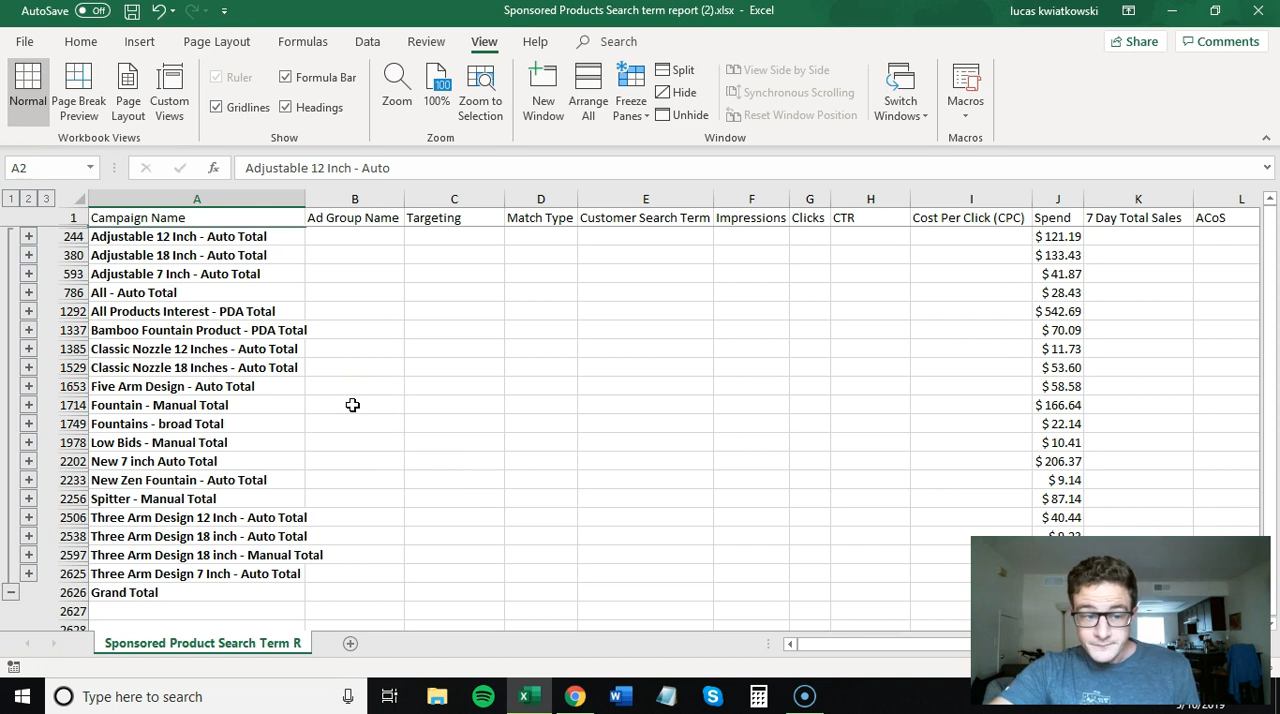 AutoSave Off Sponsored Products Search term report (2).xlsx - Excel lucas kwiatkowski
File Home Insert Page Layout Formulas Data Review View Help Search Share Comments
Normal Page Break Preview Page Layout Custom Views Ruler Formula Bar Gridlines Headings Zoom 100% Zoom to Selection New Window Arrange All Freeze Panes Split Hide Unhide View Side by Side Synchronous Scrolling Reset Window Position Switch Windows Macros
Workbook Views Show Zoom Window Macros
A2 fx Adjustable 12 Inch - Auto
1 2 3 A B C D E F G H I J K L
1 Campaign Name Ad Group Name Targeting Match Type Customer Search Term Impressions Clicks CTR Cost Per Click (CPC) Spend 7 Day Total Sales ACoS
244 Adjustable 12 Inch - Auto Total $ 121.19
380 Adjustable 18 Inch - Auto Total $ 133.43
593 Adjustable 7 Inch - Auto Total $ 41.87
786 All - Auto Total $ 28.43
1292 All Products Interest - PDA Total $ 542.69
1337 Bamboo Fountain Product - PDA Total $ 70.09
1385 Classic Nozzle 12 Inches - Auto Total $ 11.73
1529 Classic Nozzle 18 Inches - Auto Total $ 53.60
1653 Five Arm Design - Auto Total $ 58.58
1714 Fountain - Manual Total $ 166.64
1749 Fountains - broad Total $ 22.14
1978 Low Bids - Manual Total $ 10.41
2202 New 7 inch Auto Total $ 206.37
2233 New Zen Fountain - Auto Total $ 9.14
2256 Spitter - Manual Total $ 87.14
2506 Three Arm Design 12 Inch - Auto Total $ 40.44
2538 Three Arm Design 18 inch - Auto Total
2597 Three Arm Design 18 inch - Manual Total
2625 Three Arm Design 7 Inch - Auto Total
2626 Grand Total
2627
2628
Sponsored Product Search Term R
Type here to search